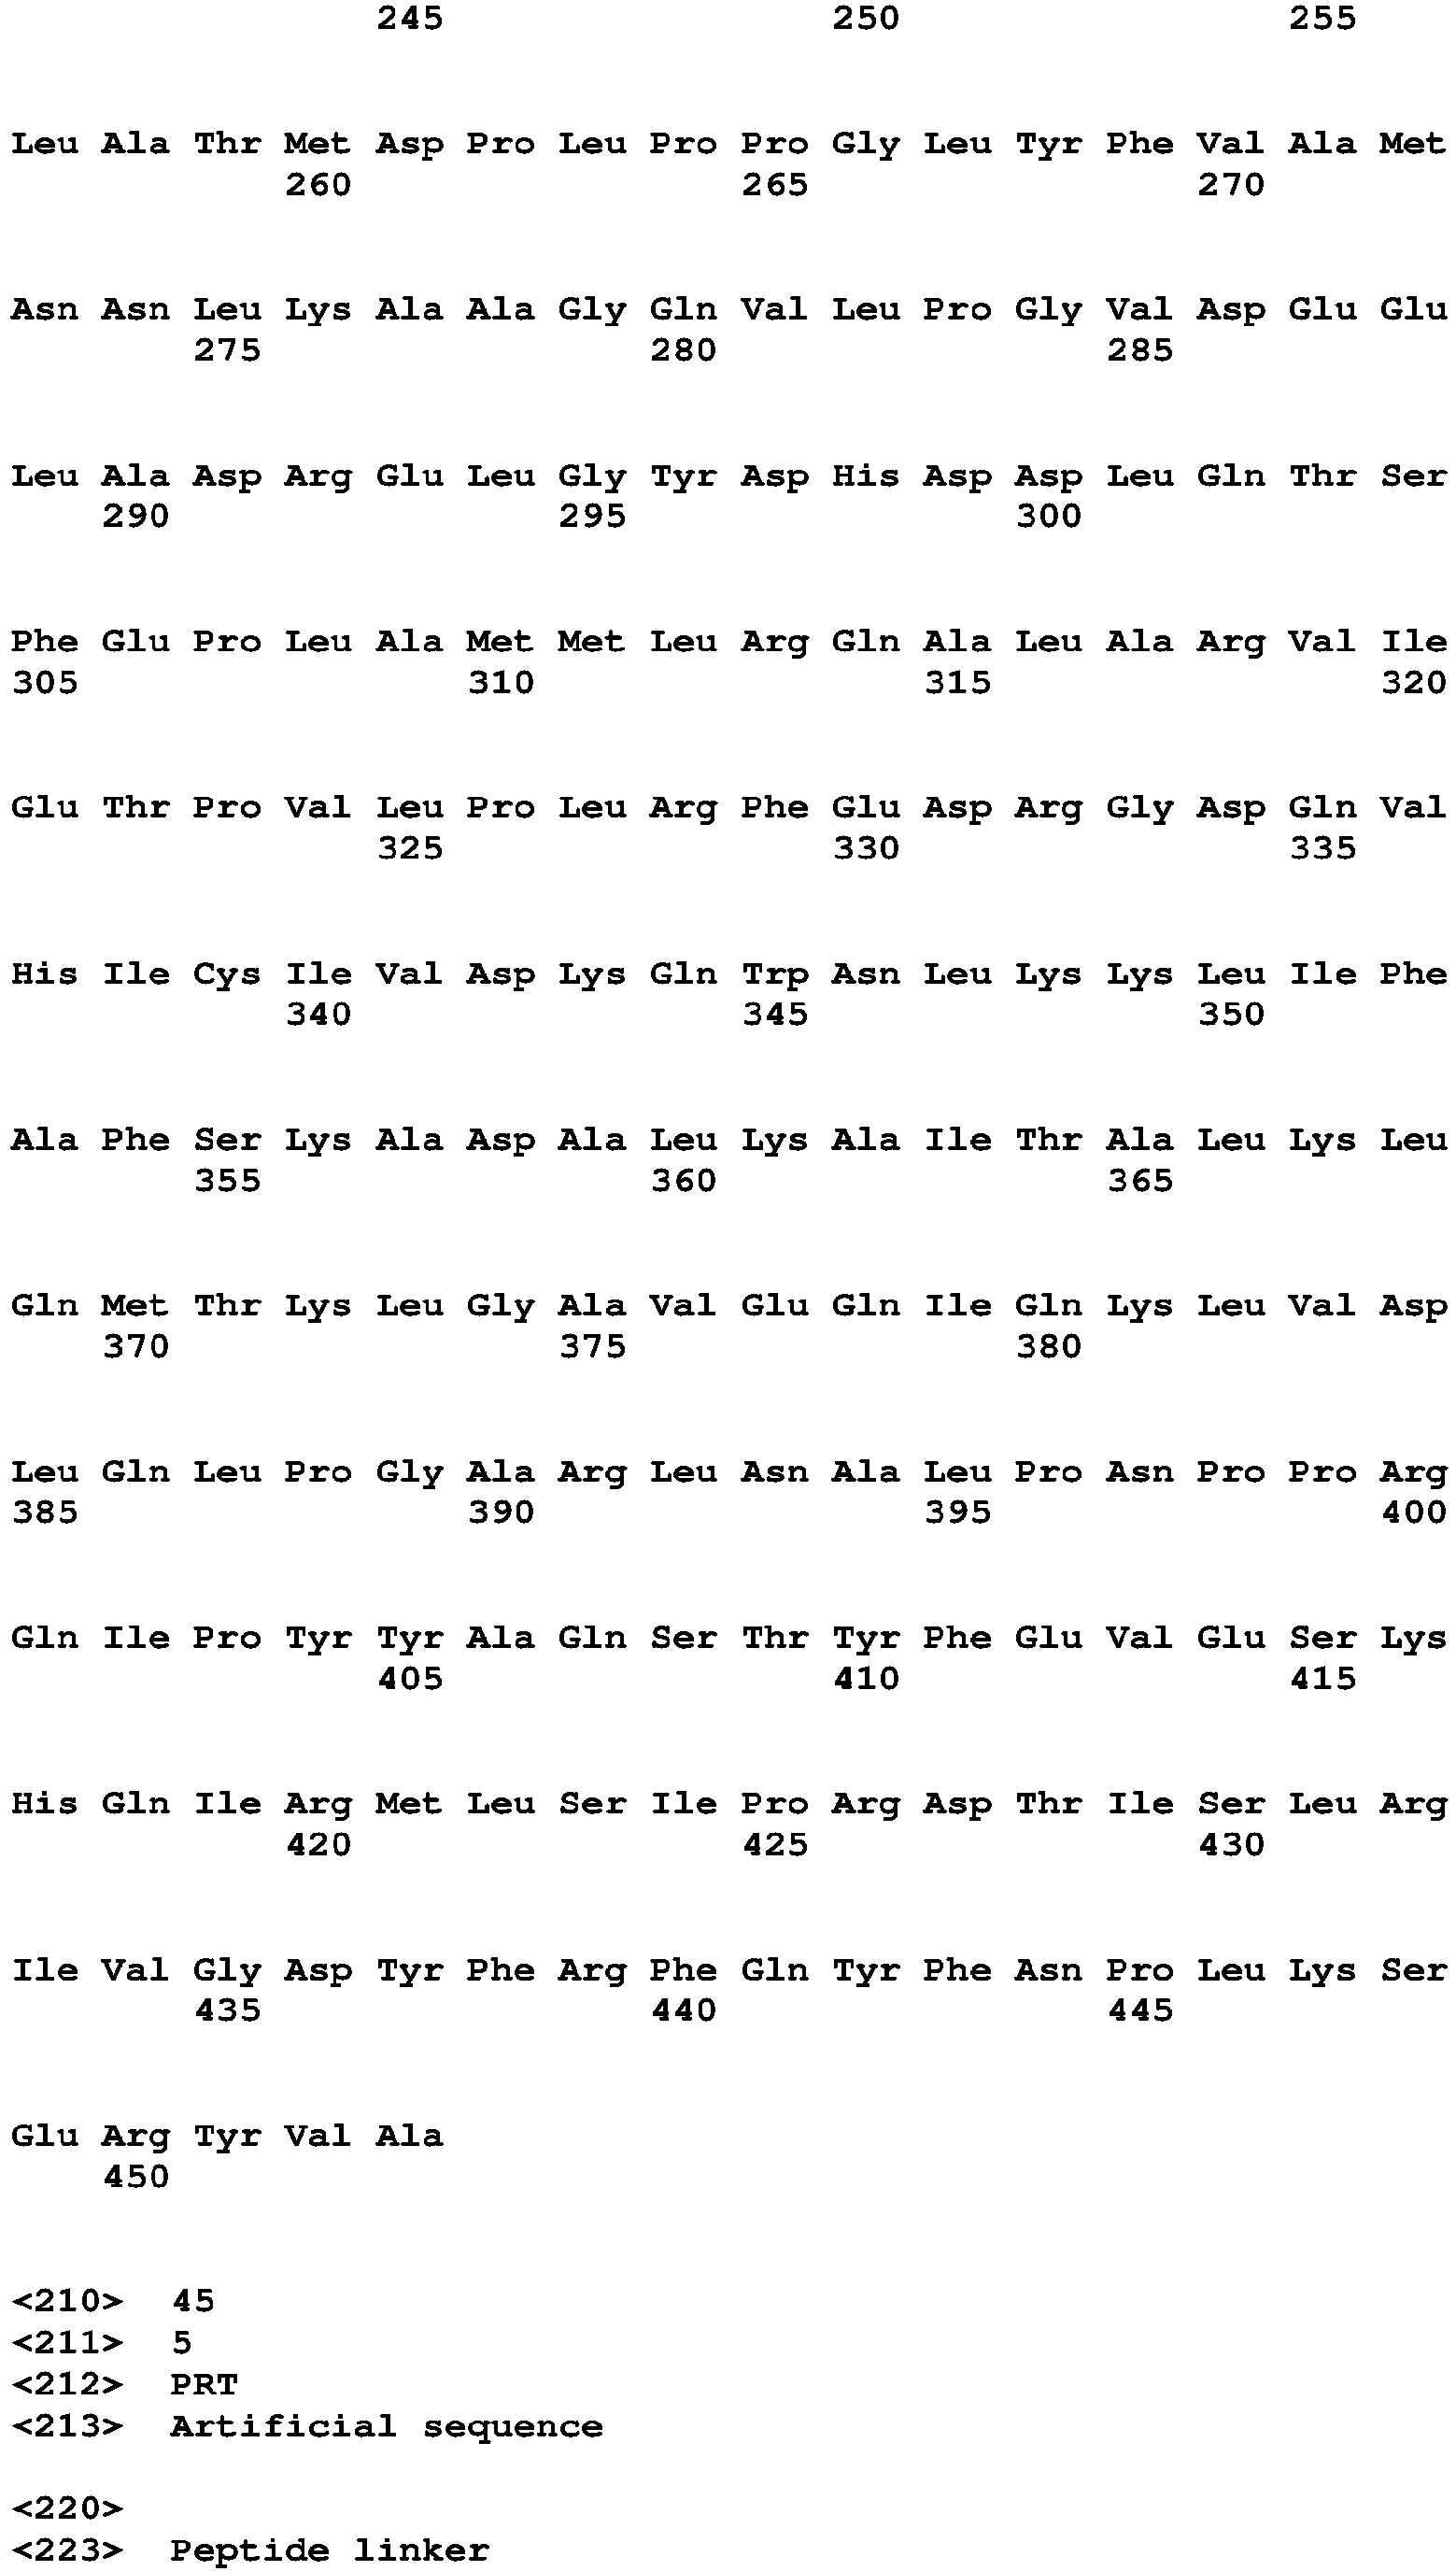 245 250 255
Leu Ala Thr Met Asp Pro Leu Pro Pro Gly Leu Tyr Phe Val Ala Met
260 265 270
Asn Asn Leu Lys Ala Ala Gly Gln Val Leu Pro Gly Val Asp Glu Glu
275 280 285
Leu Ala Asp Arg Glu Leu Gly Tyr Asp His Asp Asp Leu Gln Thr Ser
290 295 300
Phe Glu Pro Leu Ala Met Met Leu Arg Gln Ala Leu Ala Arg Val Ile
305 310 315 320
Glu Thr Pro Val Leu Pro Leu Arg Phe Glu Asp Arg Gly Asp Gln Val
325 330 335
His Ile Cys Ile Val Asp Lys Gln Trp Asn Leu Lys Lys Leu Ile Phe
340 345 350
Ala Phe Ser Lys Ala Asp Ala Leu Lys Ala Ile Thr Ala Leu Lys Leu
355 360 365
Gln Met Thr Lys Leu Gly Ala Val Glu Gln Ile Gln Lys Leu Val Asp
370 375 380
Leu Gln Leu Pro Gly Ala Arg Leu Asn Ala Leu Pro Asn Pro Pro Arg
385 390 395 400
Gln Ile Pro Tyr Tyr Ala Gln Ser Thr Tyr Phe Glu Val Glu Ser Lys
405 410 415
His Gln Ile Arg Met Leu Ser Ile Pro Arg Asp Thr Ile Ser Leu Arg
420 425 430
Ile Val Gly Asp Tyr Phe Arg Phe Gln Tyr Phe Asn Pro Leu Lys Ser
435 440 445
Glu Arg Tyr Val Ala
450
<210> 45
<211> 5
<212> PRT
<213> Artificial sequence
<220>
<223> Peptide linker